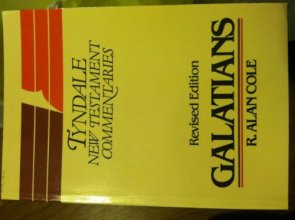 TYNDALE
NEW TESTAMENT
COMMENTARIES
Revised Edition
GALATIANS
R. ALAN COLE